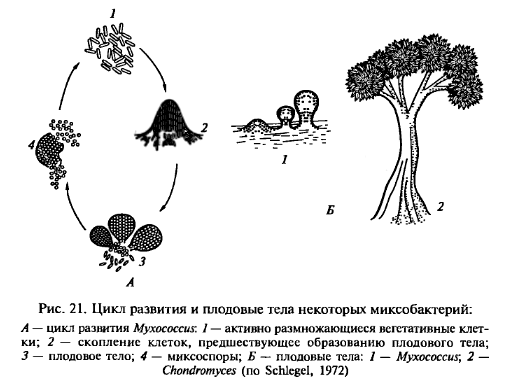 1
2
4
3
А
1
Б
2
Рис. 21. Цикл развития и плодовые тела некоторых миксобактерий:
А — цикл развития Myxococcus: 1 — активно размножающиеся вегетативные клет-
ки; 2 — скопление клеток, предшествующее образованию плодового тела;
3 — плодовое тело; 4 — миксоспоры; Б — плодовые тела: 1 — Myxococcus; 2 —
Chondromyces (по Schlegel, 1972)